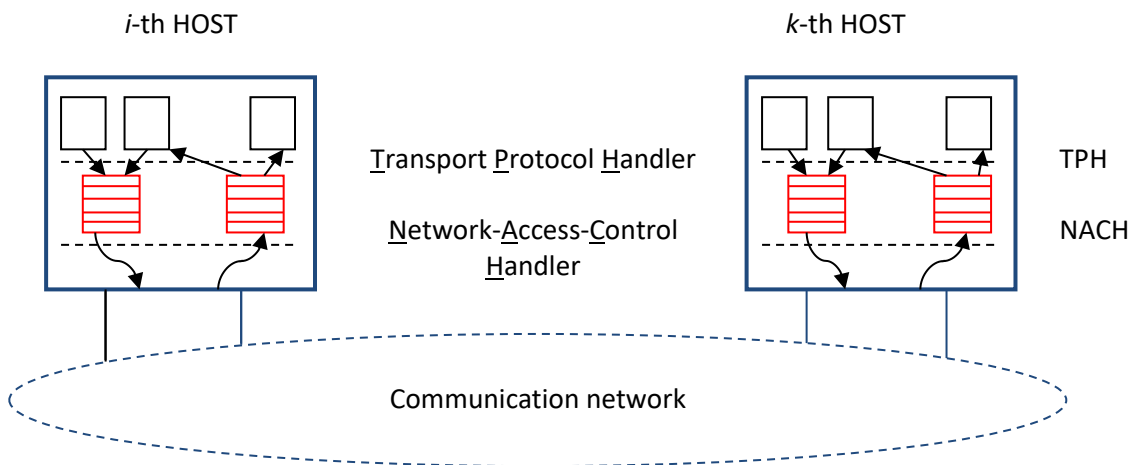 i-th HOST
k-th HOST
Transport Protocol Handler
TPH
Network-Access-Control
Handler
NACH
Communication network